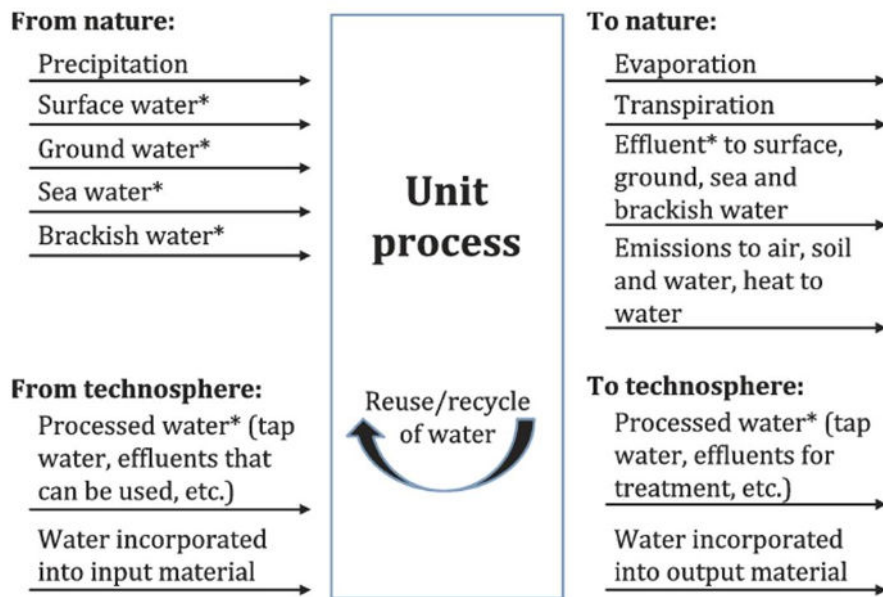 From nature:
Precipitation
Surface water*
Ground water*
Sea water*
Brackish water*
From technosphere:
Processed water* (tap
water, effluents that
can be used, etc.)
Water incorporated
into input material
Unit
process
Reuse/recycle
of water
To nature:
Evaporation
Transpiration
Effluent* to surface,
ground, sea and
brackish water
Emissions to air, soil
and water, heat to
water
To technosphere:
Processed water* (tap
water, effluents for
treatment, etc.)
Water incorporated
into output material